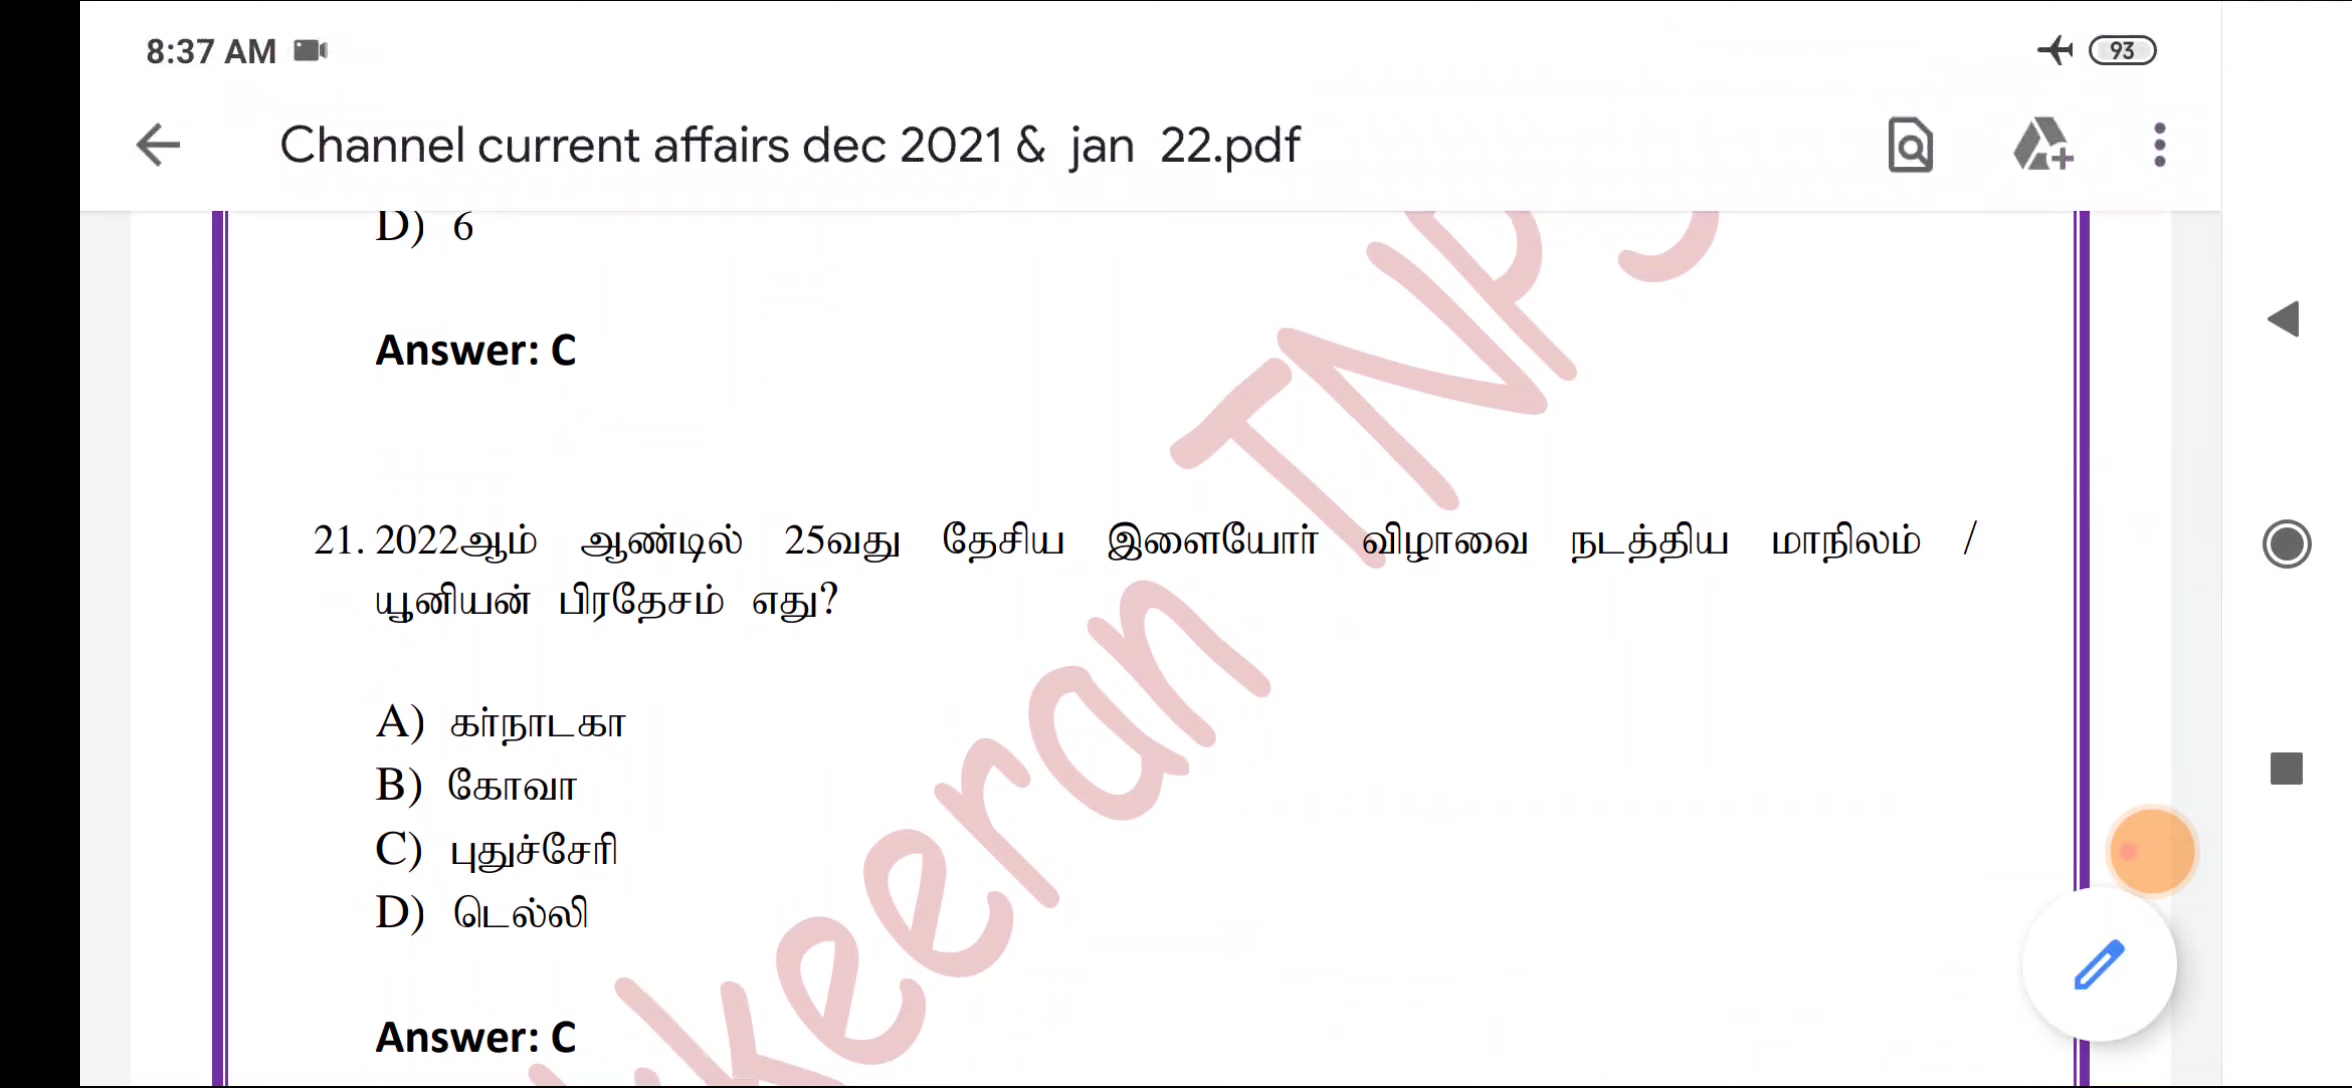 8:37 AM
93
Channel current affairs dec 2021 & jan 22.pdf
D) 6
Answer: C
21. 2022ஆம் ஆண்டில் 25வது தேசிய இளையோர் விழாவை நடத்திய மாநிலம் /
யூனியன் பிரதேசம் எது?
A) கர்நாடகா
B) கோவா
C) புதுச்சேரி
D) டெல்லி
Answer: C